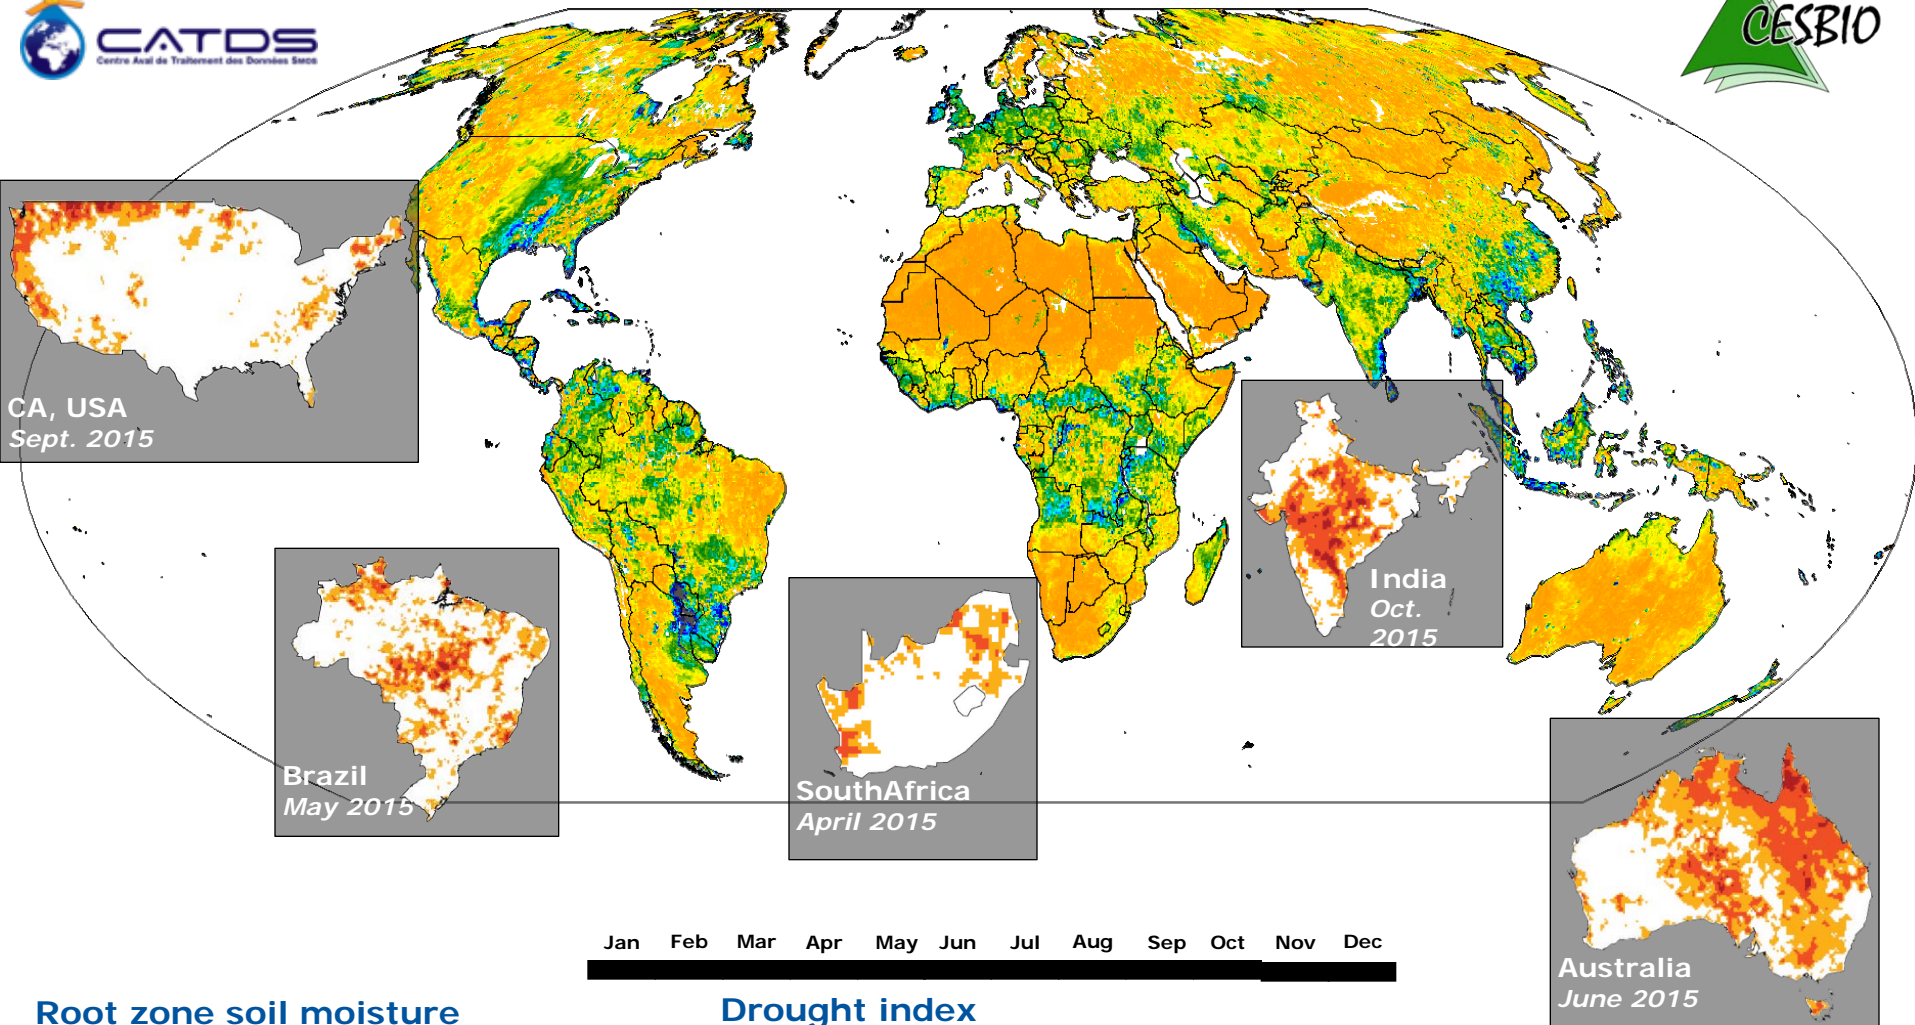 CATDS
Centre Aval de Traitement des Données SMOS
CESBIO
CA, USA
Sept. 2015
India
Oct.
2015
Brazil
May 2015
SouthAfrica
April 2015
Australia
June 2015
Jan Feb Mar Apr May Jun Jul Aug Sep Oct Nov Dec
Root zone soil moisture
Drought index